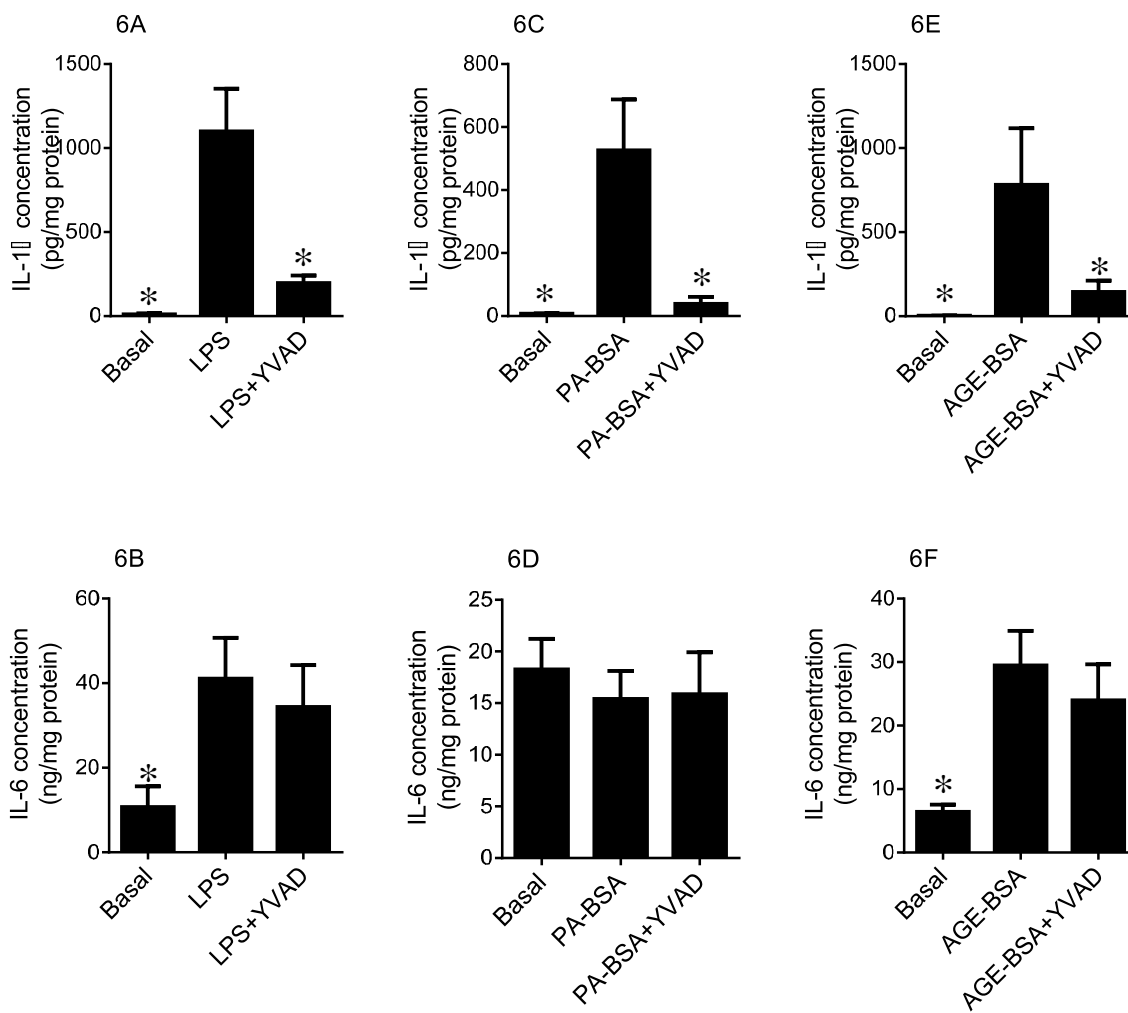 6A
1500
1000
500
0
IL-1▯ concentration
(pg/mg protein)
*
*
Basal
LPS
LPS+YVAD
6C
800
600
400
200
0
IL-1▯ concentration
(pg/mg protein)
*
*
Basal
PA-BSA
PA-BSA+YVAD
6E
1500
1000
500
0
IL-1▯ concentration
(pg/mg protein)
*
*
Basal
AGE-BSA
AGE-BSA+YVAD
6B
60
40
20
0
IL-6 concentration
(ng/mg protein)
*
Basal
LPS
LPS+YVAD
6D
25
20
15
10
5
0
IL-6 concentration
(ng/mg protein)
Basal
PA-BSA
PA-BSA+YVAD
6F
40
30
20
10
0
IL-6 concentration
(ng/mg protein)
*
Basal
AGE-BSA
AGE-BSA+YVAD